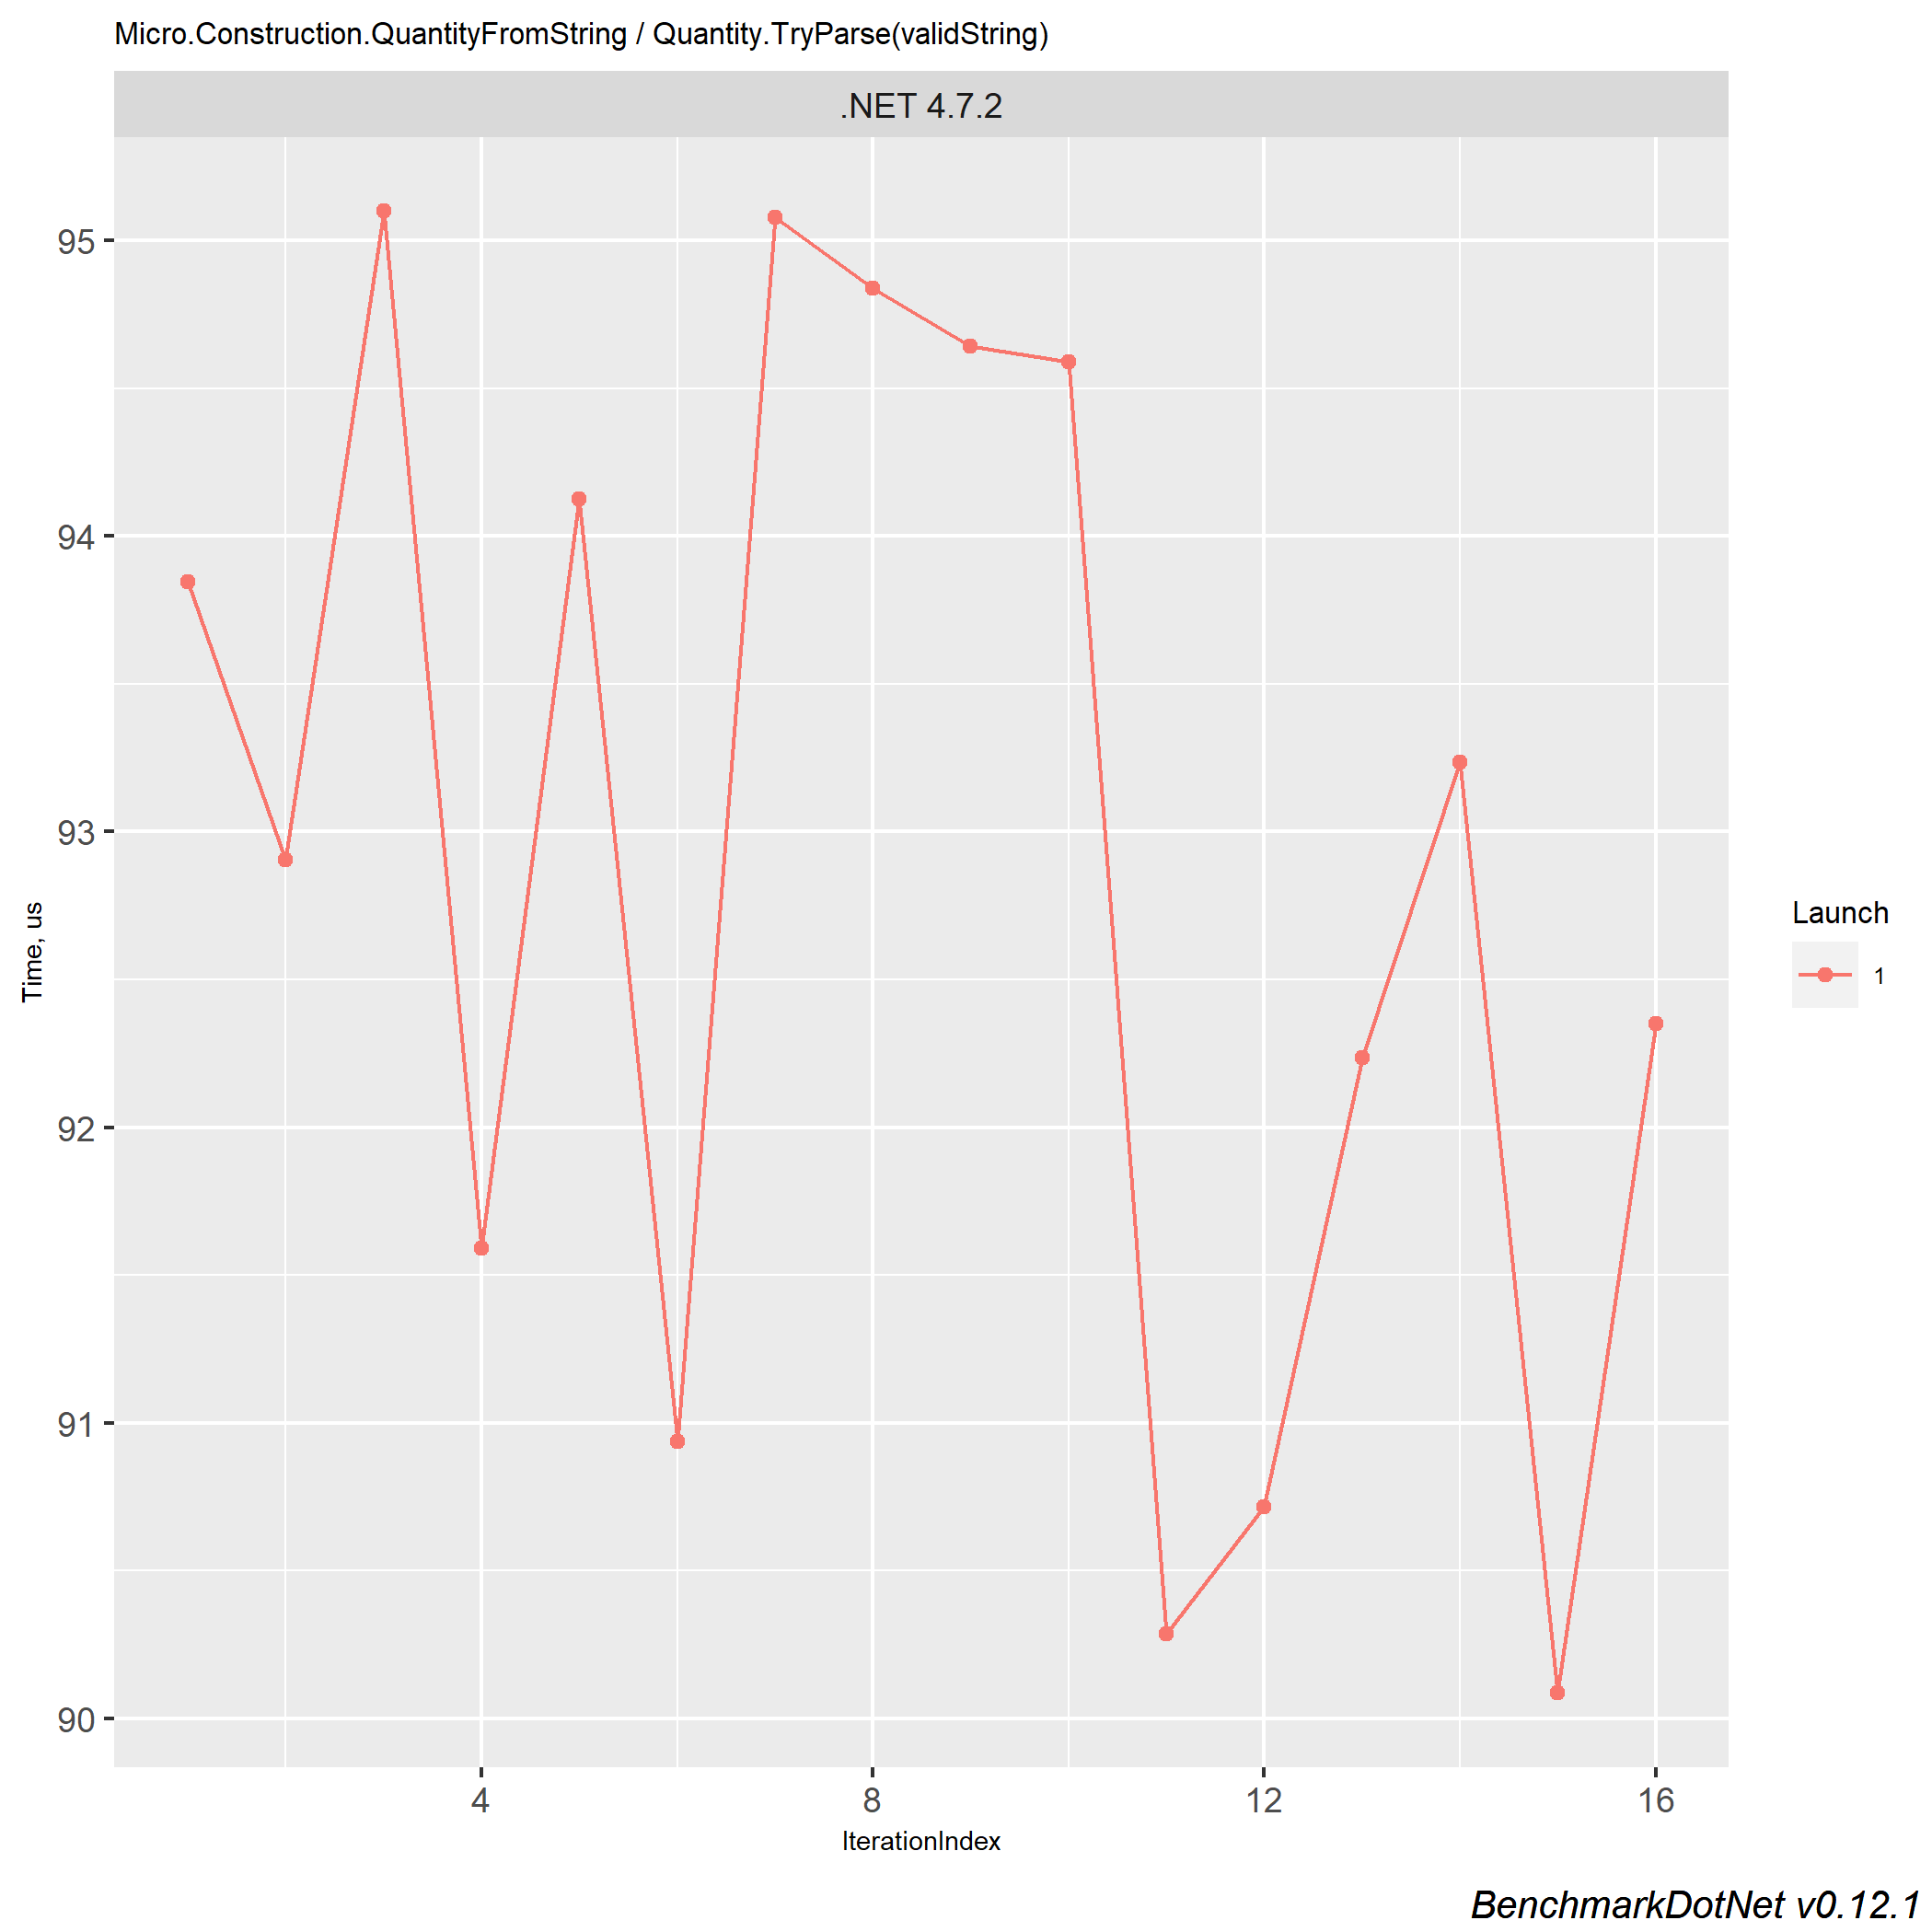 Micro.Construction.QuantityFromString / Quantity.TryParse(validString)
.NET 4.7.2
95
94
93
92
91
90
Time, us
4
8
12
16
IterationIndex
Launch
1
BenchmarkDotNet v0.12.1